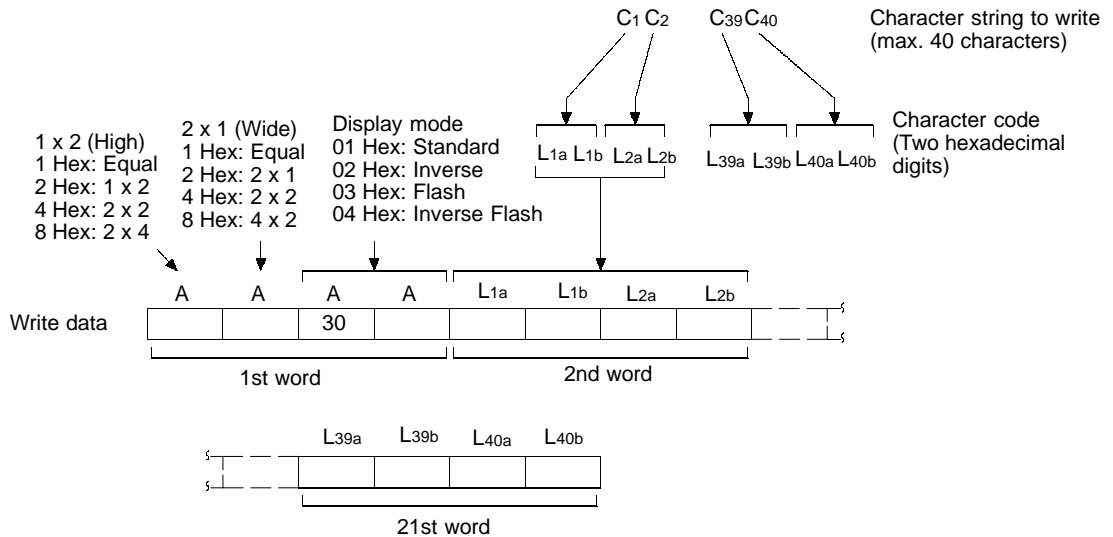 C1 C2 C39 C40
Character string to write
(max. 40 characters)
1 x 2 (High)
1 Hex: Equal
2 Hex: 1 x 2
4 Hex: 2 x 2
8 Hex: 2 x 4
2 x 1 (Wide)
1 Hex: Equal
2 Hex: 2 x 1
4 Hex: 2 x 2
8 Hex: 4 x 2
Display mode
01 Hex: Standard
02 Hex: Inverse
03 Hex: Flash
04 Hex: Inverse Flash
L1a L1b L2a L2b L39a L39b L40a L40b
Character code
(Two hexadecimal
digits)
A A A A L1a L1b L2a L2b
Write data 30
1st word 2nd word
L39a L39b L40a L40b
21st word